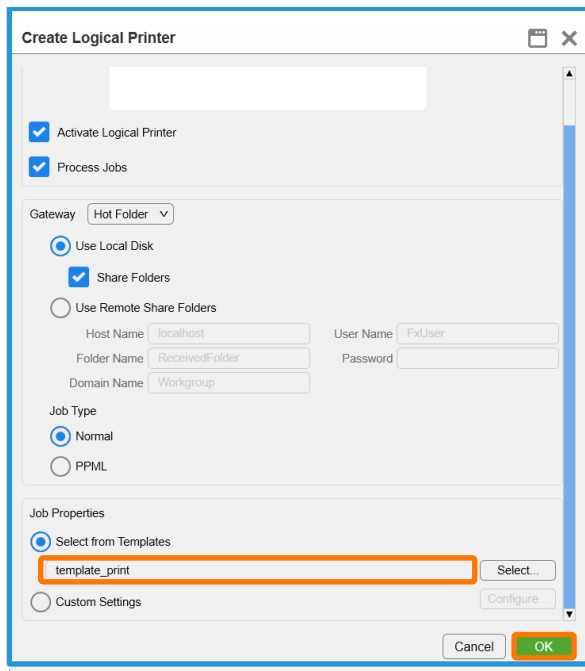 Create Logical Printer
Activate Logical Printer
Process Jobs
Gateway Hot Folder
Use Local Disk
Share Folders
Use Remote Share Folders
Host Name localhost User Name FxUser
Folder Name ReceivedFolder Password
Domain Name Workgroup
Job Type
Normal
PPML
Job Properties
Select from Templates
template_print Select...
Custom Settings Configure...
Cancel OK